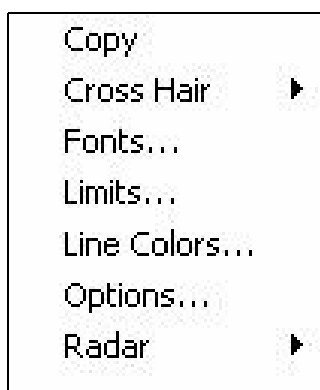 Copy
Cross Hair
Fonts...
Limits...
Line Colors...
Options...
Radar